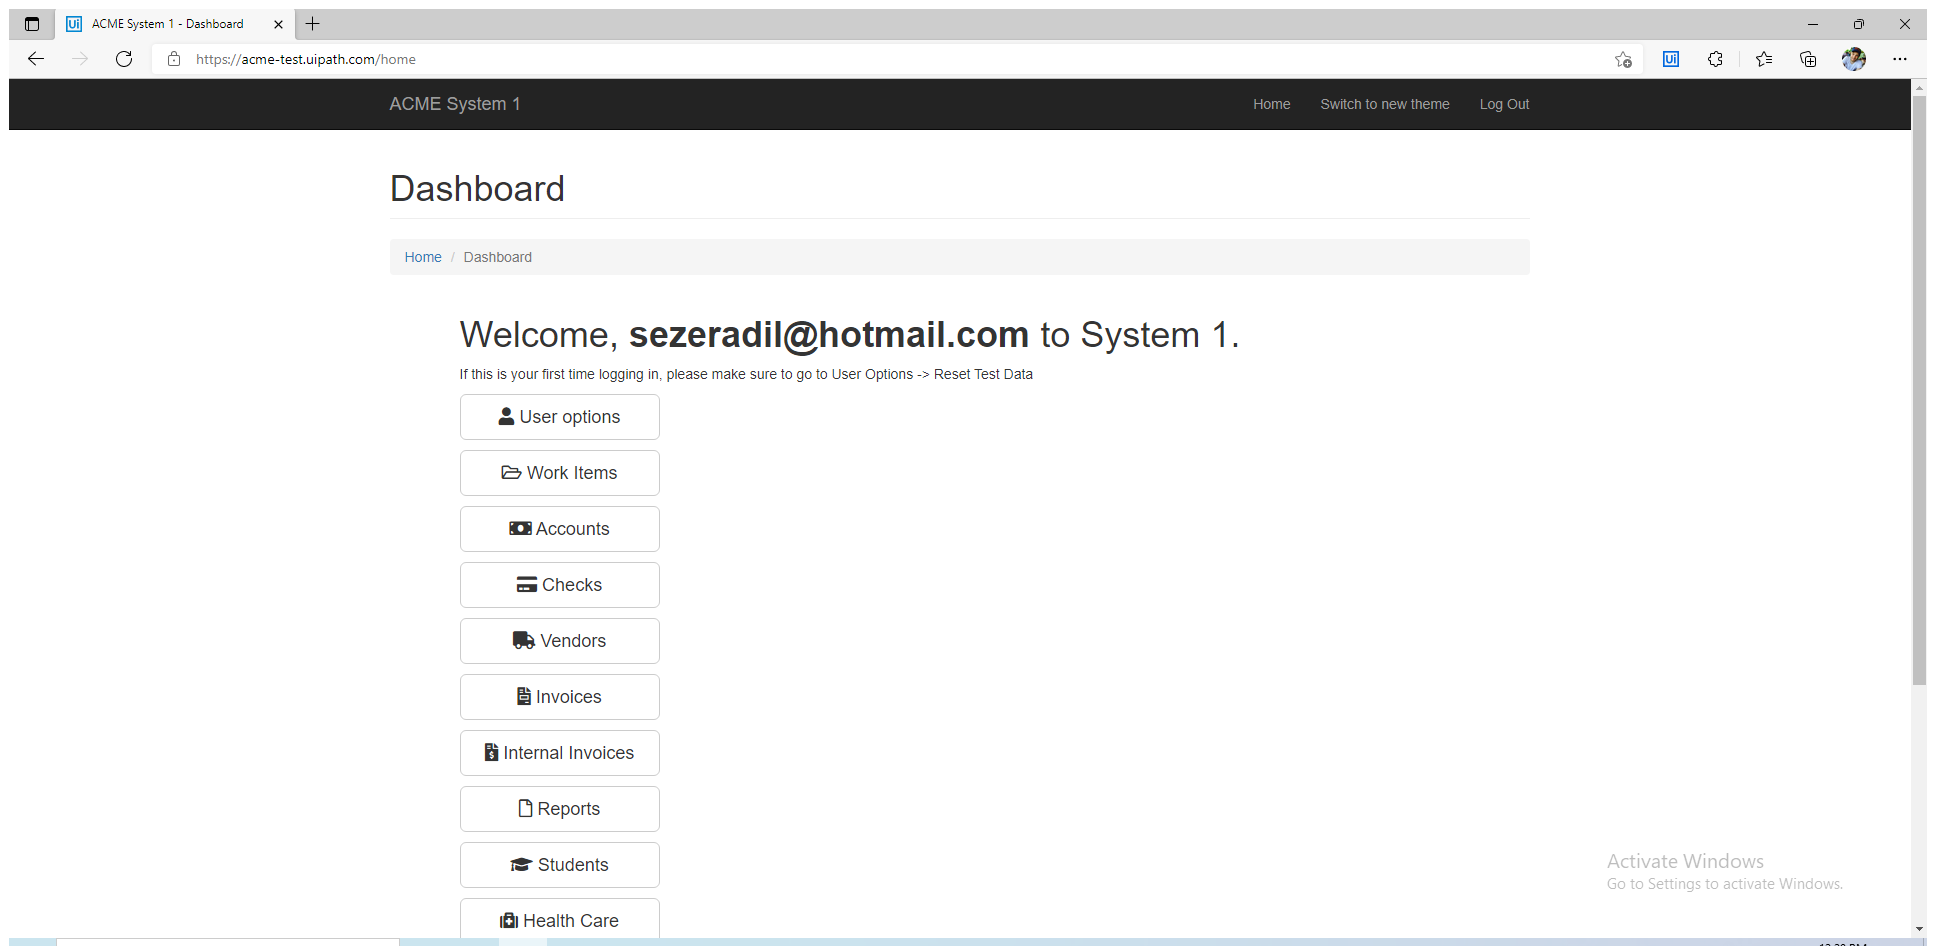 Ui ACME System 1 - Dashboard
https://acme-test.uipath.com/home
Ui
ACME System 1
Home Switch to new theme Log Out
Dashboard
Home / Dashboard
Welcome, sezeradil@hotmail.com to System 1.
If this is your first time logging in, please make sure to go to User Options -> Reset Test Data
User options
Work Items
Accounts
Checks
Vendors
Invoices
Internal Invoices
Reports
Students
Health Care
Activate Windows
Go to Settings to activate Windows.